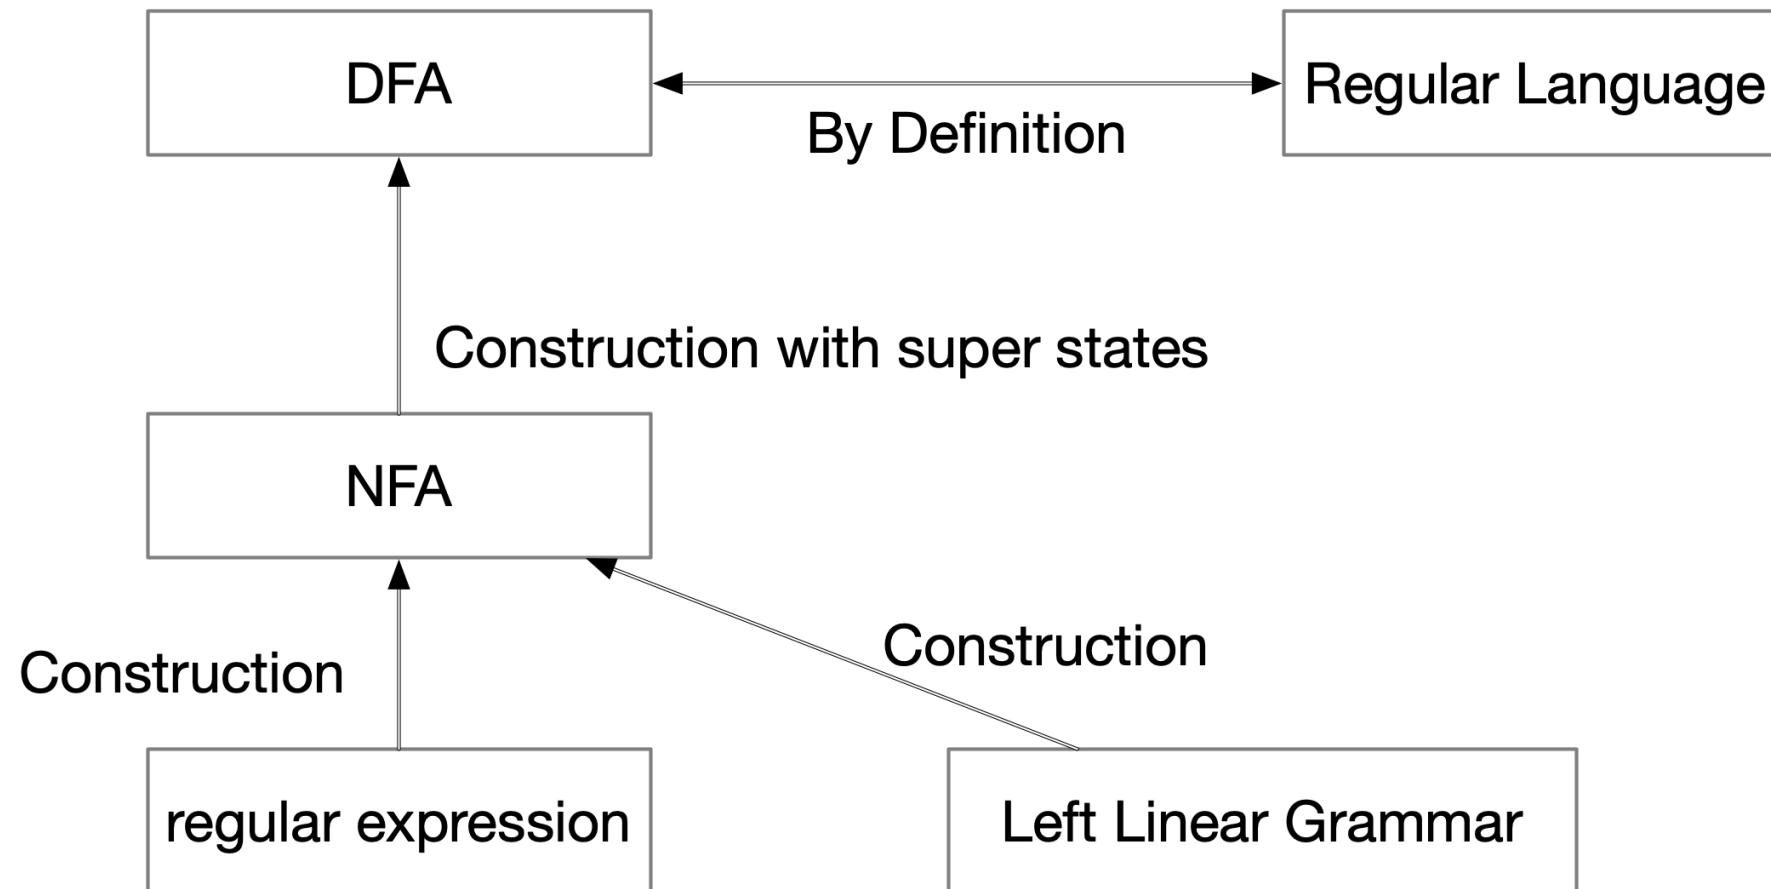 DFA
Regular Language
By Definition
Construction with super states
NFA
Construction
Construction
regular expression
Left Linear Grammar